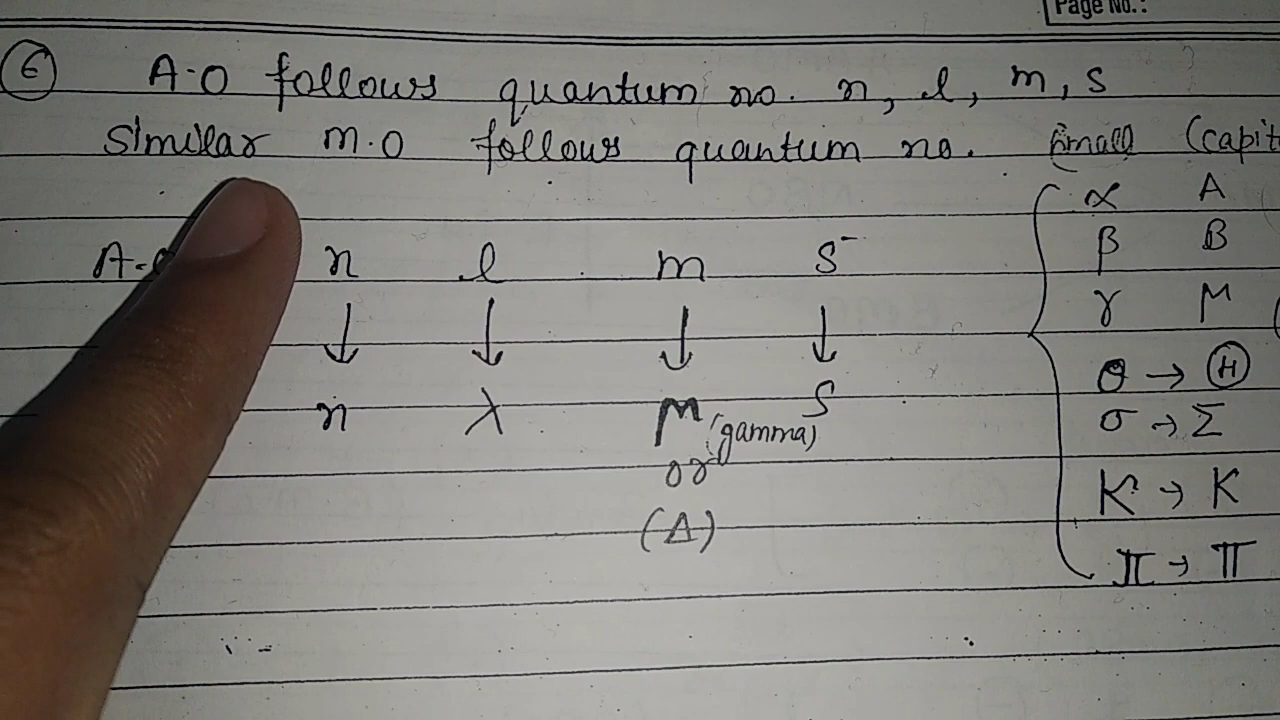 Page No.:
6 A.O follows quantum no. n, l, m, s
Similar M.O follows quantum no. Small (capit
α A
A-O n l m s β B
γ M
↓ ↓ ↓ ↓ θ → Θ
n λ M (gamma) S σ → Σ
or K → K
(Δ) π → π